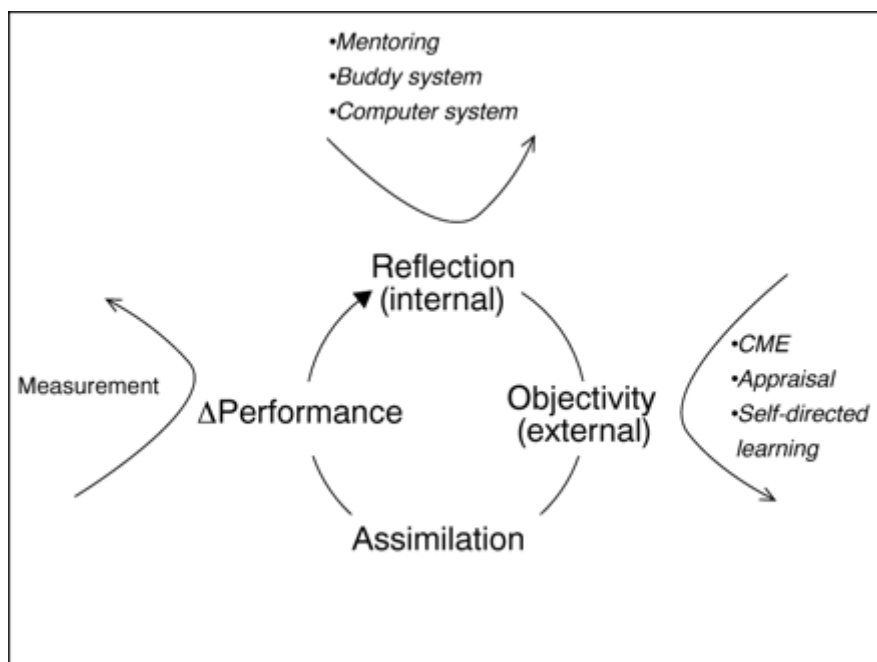 •Mentoring
•Buddy system
•Computer system
Reflection
(internal)
•CME
•Appraisal
•Self-directed
learning
Objectivity
(external)
Assimilation
ΔPerformance
Measurement